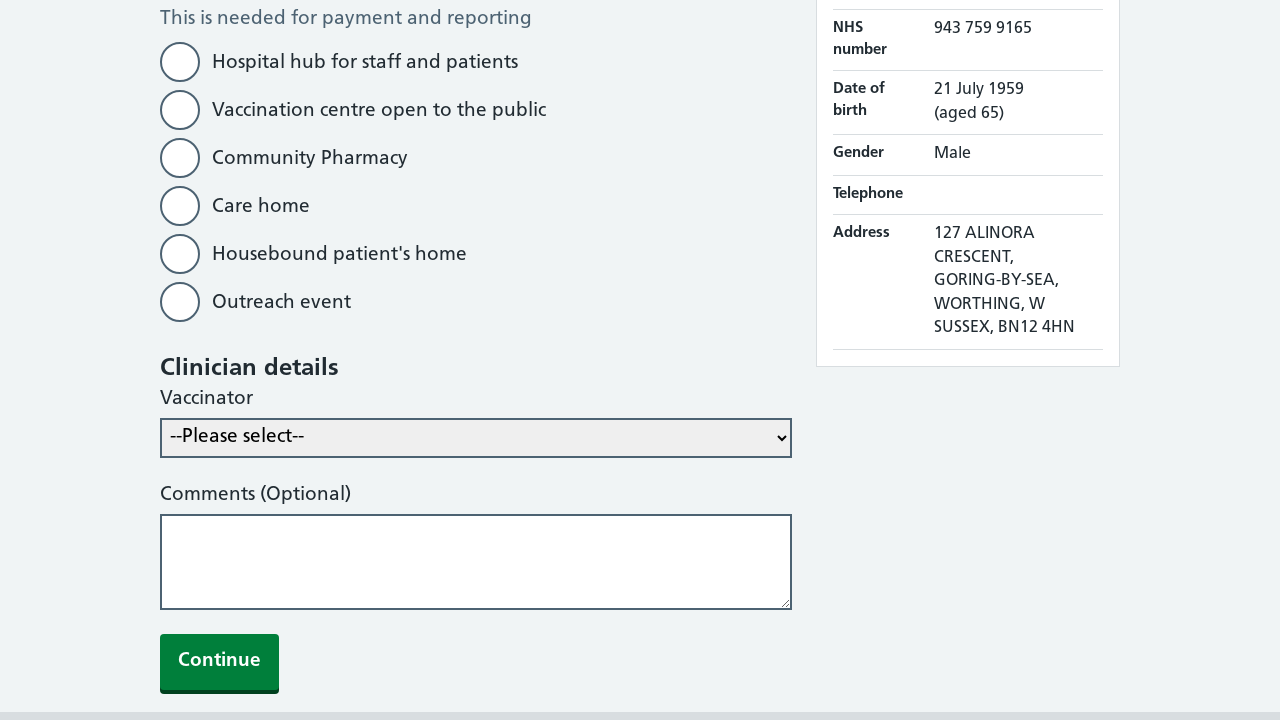 This is needed for payment and reporting
Hospital hub for staff and patients
Vaccination centre open to the public
Community Pharmacy
Care home
Housebound patient's home
Outreach event
Clinician details
Vaccinator
--Please select--
Comments (Optional)
Continue
NHS
number
943 759 9165
Date of
birth
21 July 1959
(aged 65)
Gender
Male
Telephone
Address
127 ALINORA
CRESCENT,
GORING-BY-SEA,
WORTHING, W
SUSSEX, BN12 4HN